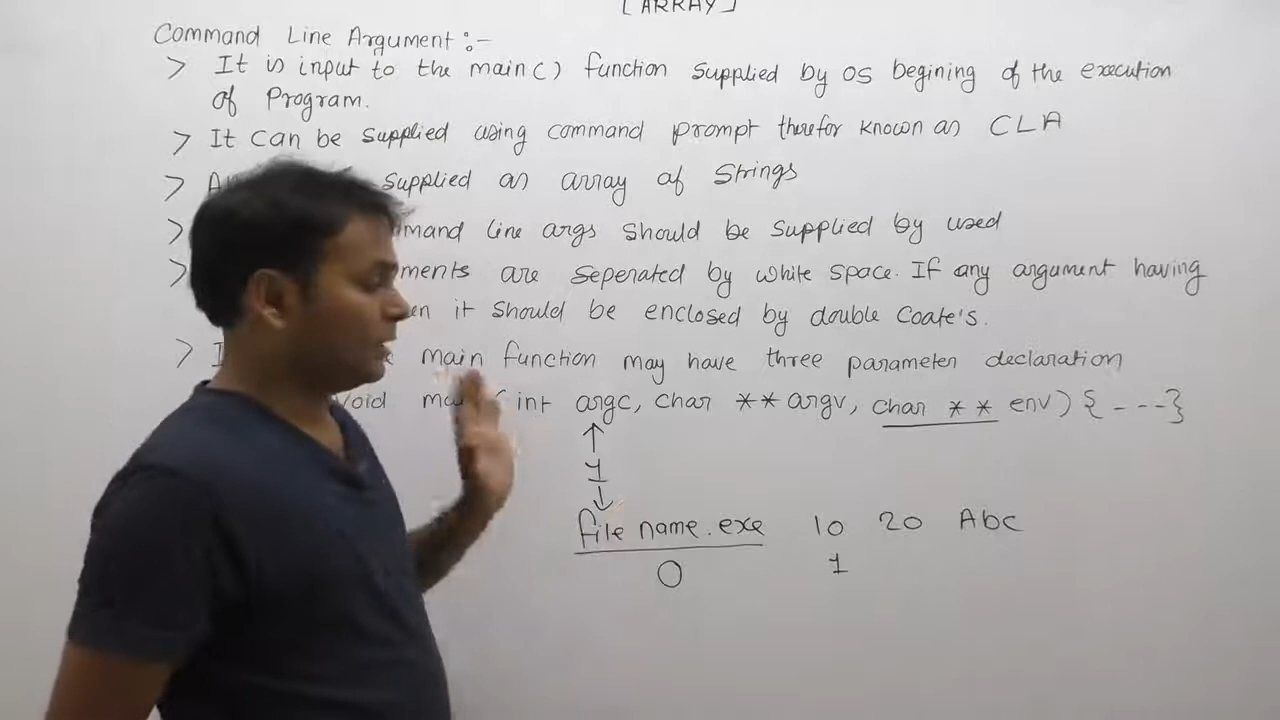 [ ARRAY ]
Command Line Argument :-
> It is input to the main() function supplied by OS begining of the execution
of Program.
> It can be supplied using command prompt therefor known as CLA
> supplied as array of strings
> line args should be supplied by used
> are seperated by white space. If any argument having
it should be enclosed by double Coate's.
> main function may have three parameter declaration
void int argc, char ** argv, char ** env) { ---}
1
file name.exe 10 20 Abc
0 1